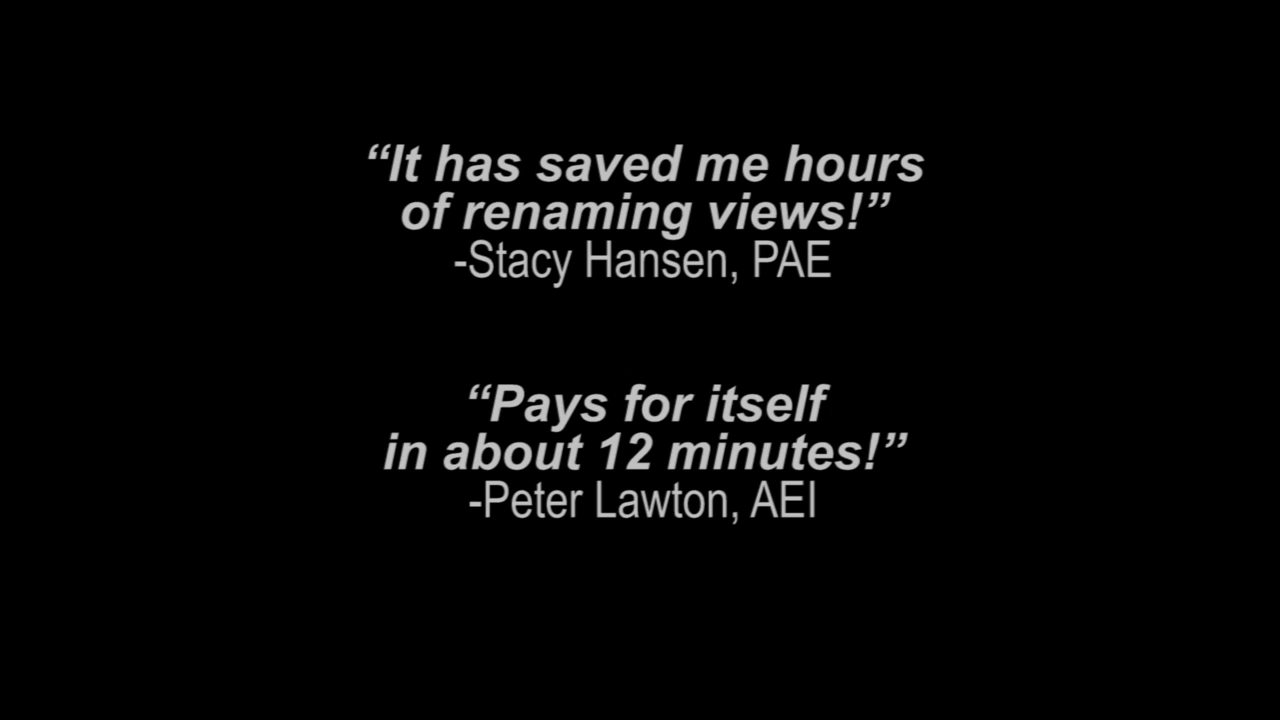 “It has saved me hours
of renaming views!”
-Stacy Hansen, PAE
“Pays for itself
in about 12 minutes!”
-Peter Lawton, AEI